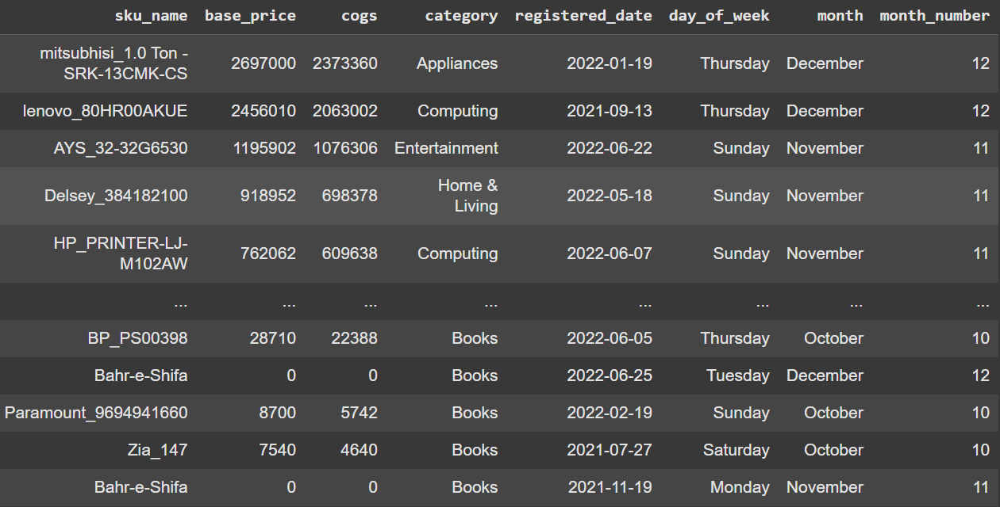 sku_name base_price cogs category registered_date day_of_week month month_number
mitsubhisi_1.0 Ton -
SRK-13CMK-CS 2697000 2373360 Appliances 2022-01-19 Thursday December 12
lenovo_80HR00AKUE 2456010 2063002 Computing 2021-09-13 Thursday December 12
AYS_32-32G6530 1195902 1076306 Entertainment 2022-06-22 Sunday November 11
Delsey_384182100 918952 698378 Home &
Living 2022-05-18 Sunday November 11
HP_PRINTER-LJ-
M102AW 762062 609638 Computing 2022-06-07 Sunday November 11
... ... ... ... ... ... ... ...
BP_PS00398 28710 22388 Books 2022-06-05 Thursday October 10
Bahr-e-Shifa 0 0 Books 2022-06-25 Tuesday December 12
Paramount_9694941660 8700 5742 Books 2022-02-19 Sunday October 10
Zia_147 7540 4640 Books 2021-07-27 Saturday October 10
Bahr-e-Shifa 0 0 Books 2021-11-19 Monday November 11